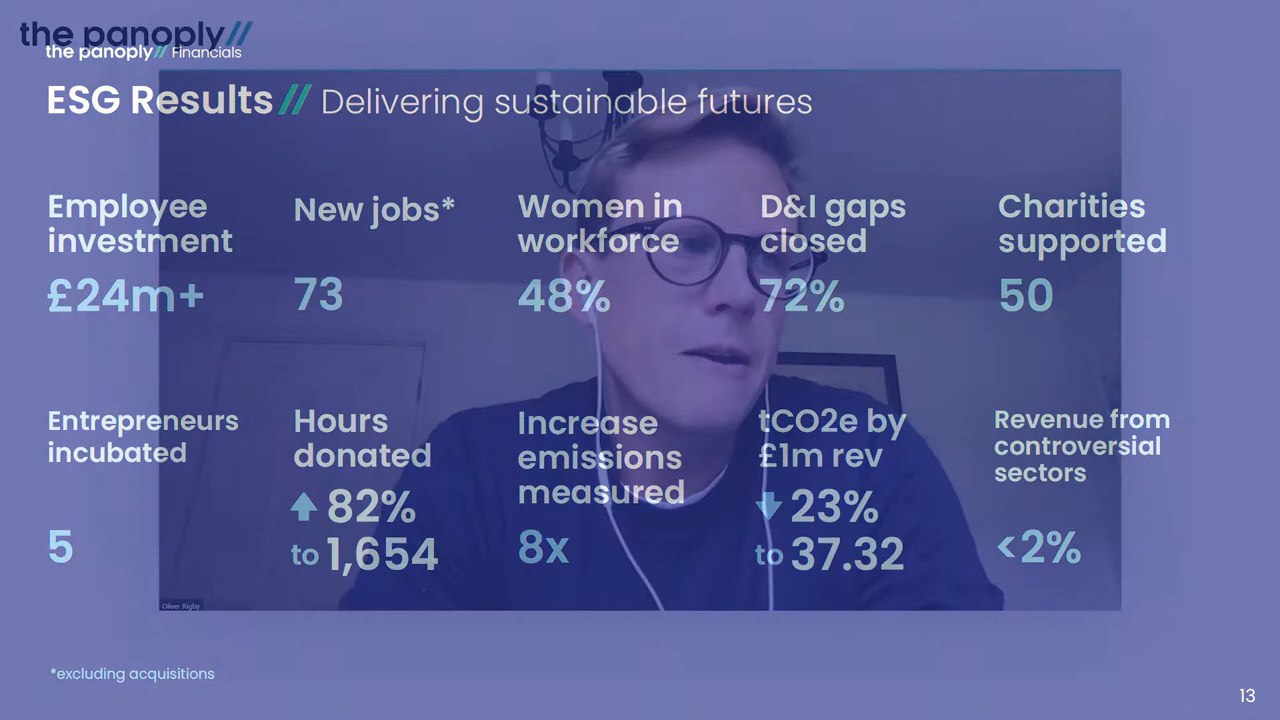 the panoply//
the panoply// Financials
ESG Results // Delivering sustainable futures
Employee
investment
£24m+
New jobs*
73
Women in
workforce
48%
D&I gaps
closed
72%
Charities
supported
50
Entrepreneurs
incubated
5
Hours
donated
82%
to 1,654
Increase
emissions
measured
8x
tCO2e by
£1m rev
23%
to 37.32
Revenue from
controversial
sectors
<2%
Oliver Rigby
*excluding acquisitions
13